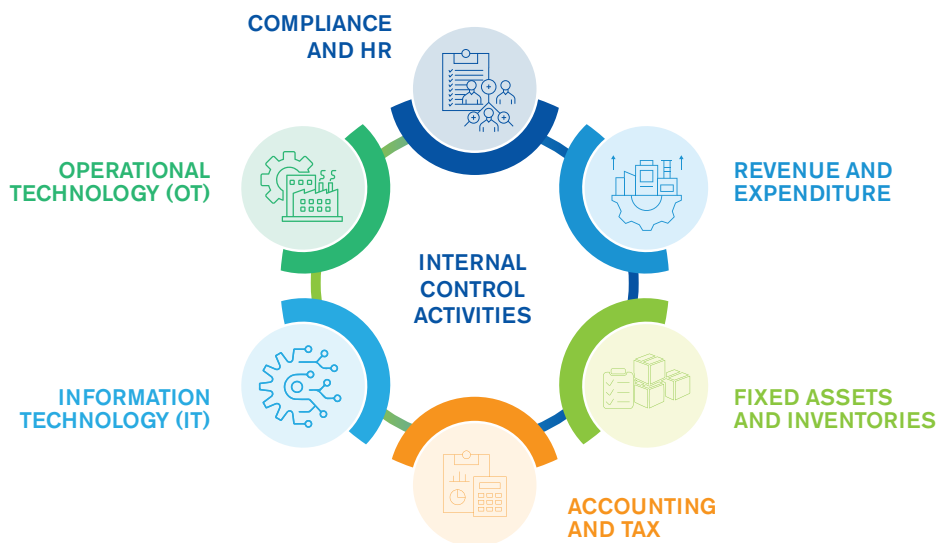 COMPLIANCE
AND HR
OPERATIONAL
TECHNOLOGY (OT)
REVENUE AND
EXPENDITURE
INTERNAL
CONTROL
ACTIVITIES
INFORMATION
TECHNOLOGY (IT)
FIXED ASSETS
AND INVENTORIES
ACCOUNTING
AND TAX